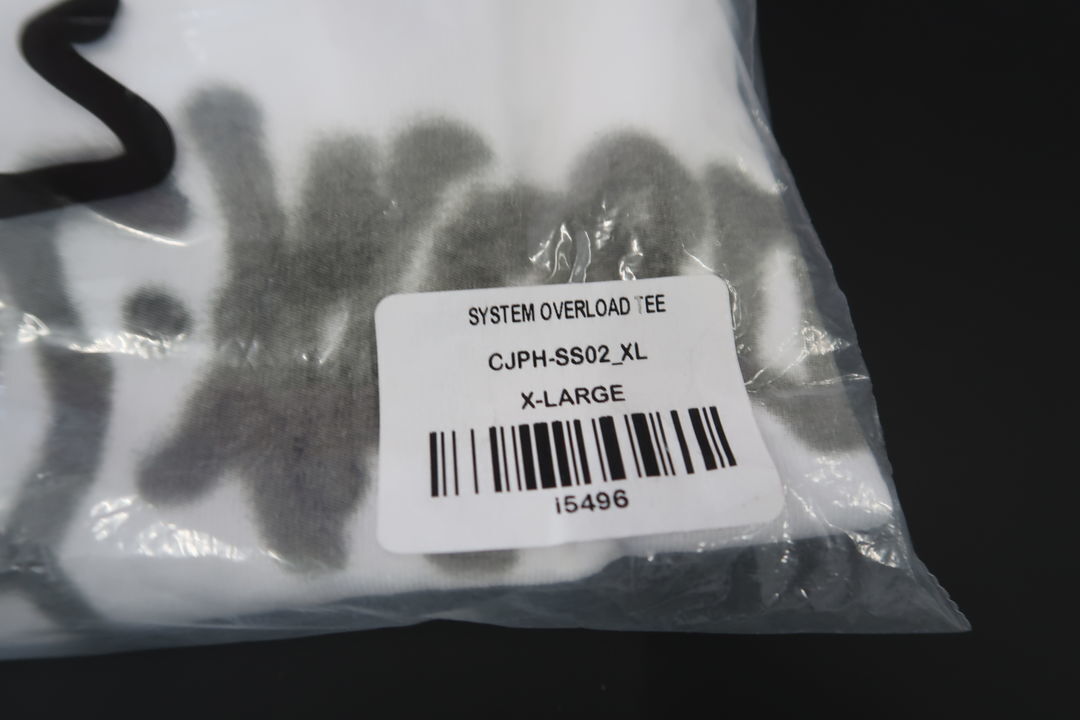 SYSTEM OVERLOAD TEE
CJPH-SS02_XL
X-LARGE
i5496